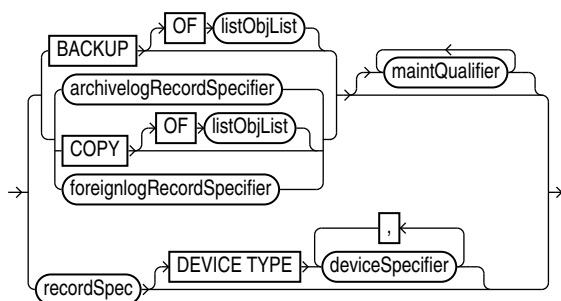 OF listObjList
BACKUP
maintQualifier
archivelogRecordSpecifier
OF listObjList
COPY
foreignlogRecordSpecifier
,
DEVICE TYPE deviceSpecifier
recordSpec